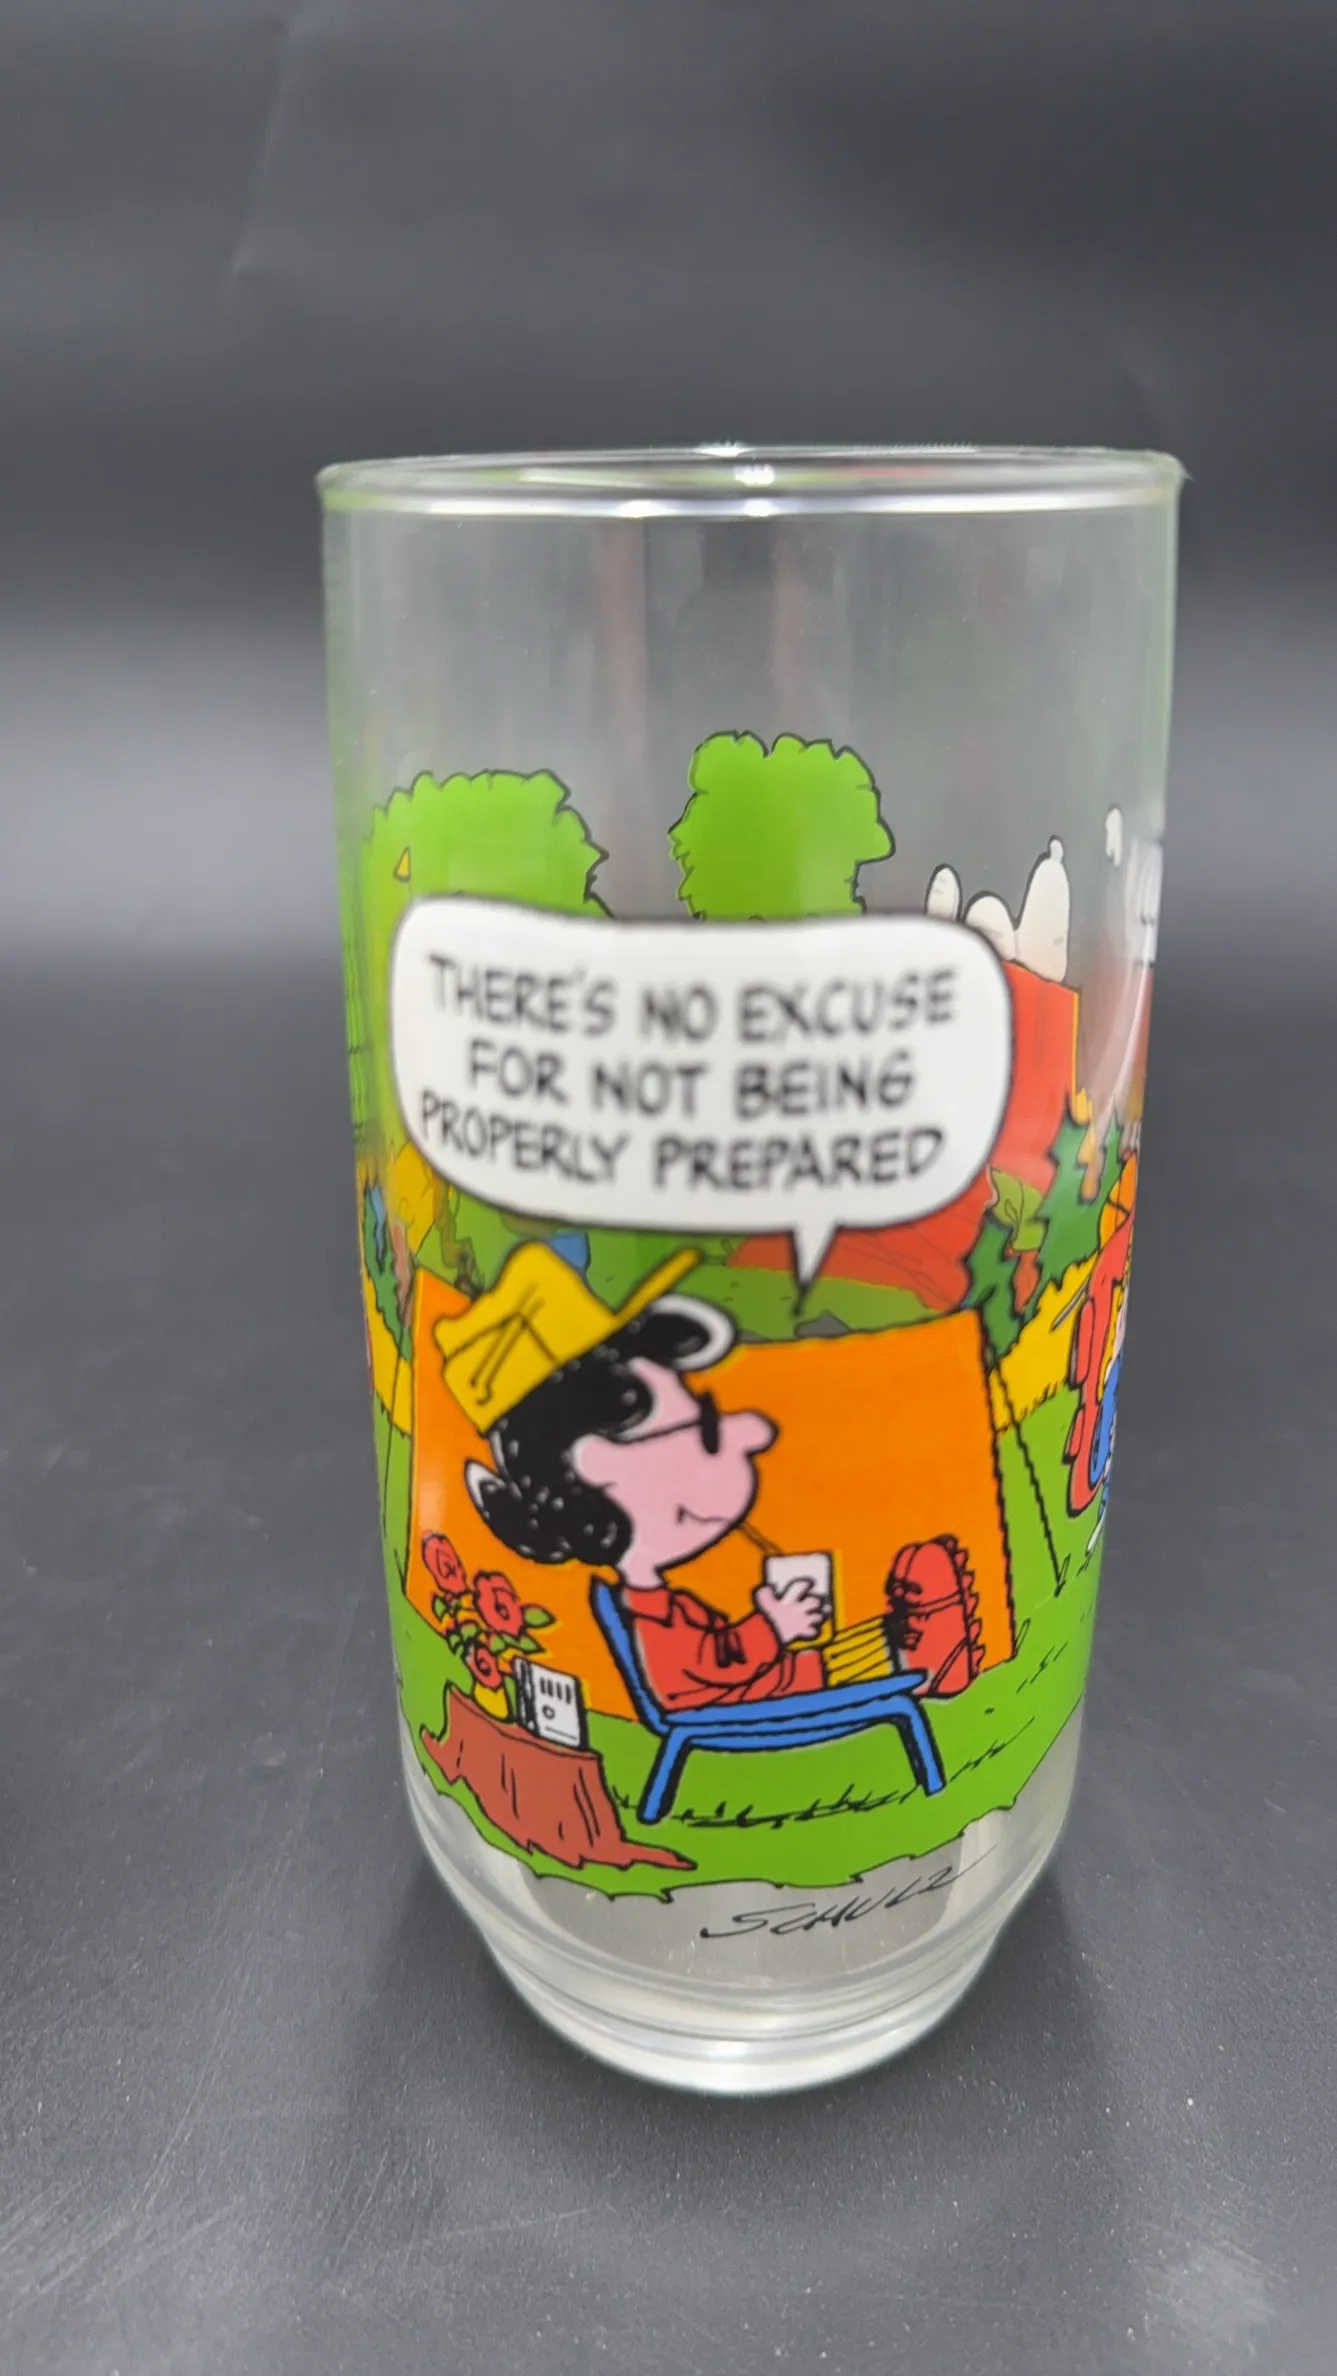 THERE'S NO EXCUSE
FOR NOT BEING
PROPERLY PREPARED
SCHULZ